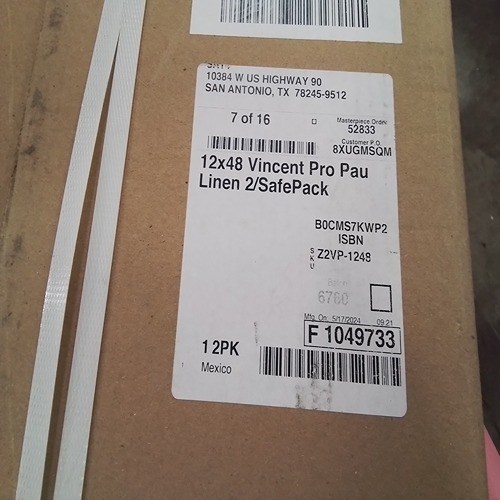 10384 W US HIGHWAY 90
SAN ANTONIO, TX 78245-9512
7 of 16
Masterpiece Order#
52833
Customer P.O.
8XUGMSQM
12x48 Vincent Pro Pau
Linen 2/SafePack
B0CMS7KWP2
ISBN
SKU
Z2VP-1248
6760
Mfg. On: 5/17/2024 09:21
F 1049733
1 2PK
Mexico